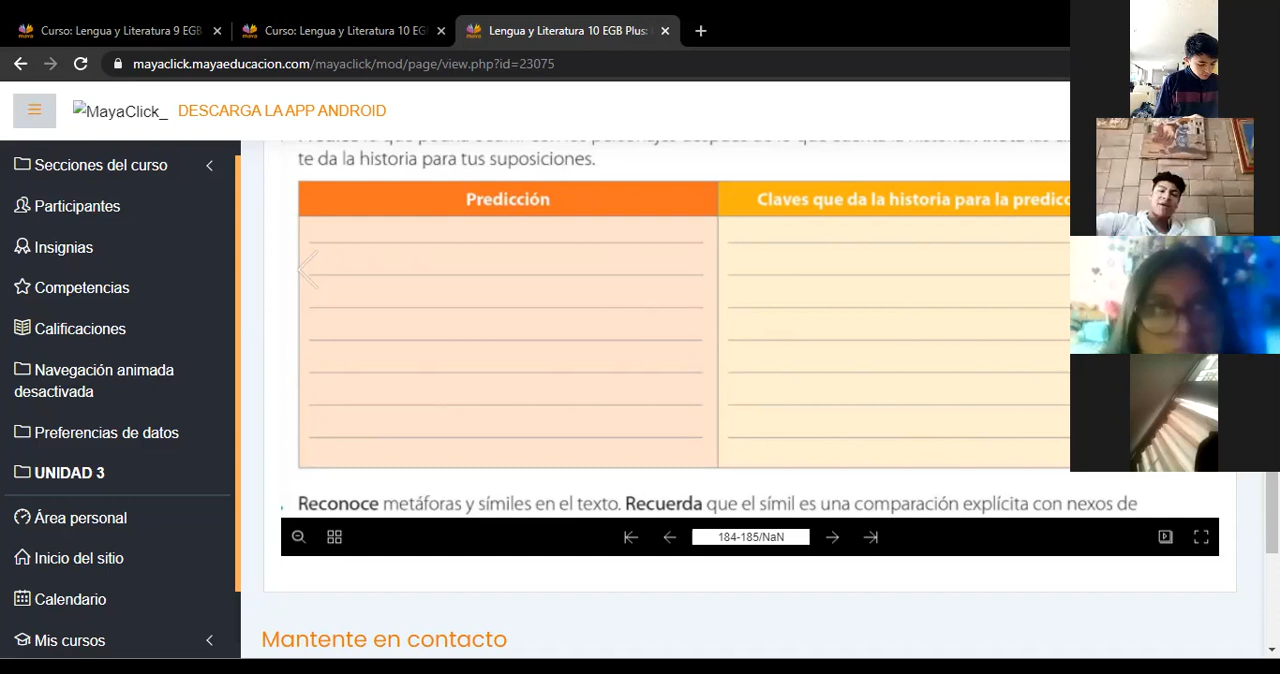 Curso: Lengua y Literatura 9 EGB
Curso: Lengua y Literatura 10 EG
Lengua y Literatura 10 EGB Plus:
mayaclick.mayaeducacion.com/mayaclick/mod/page/view.php?id=23075
MayaClick_ DESCARGA LA APP ANDROID
Secciones del curso
Participantes
Insignias
Competencias
Calificaciones
Navegación animada
desactivada
Preferencias de datos
UNIDAD 3
Área personal
Inicio del sitio
Calendario
Mis cursos
te da la historia para tus suposiciones.
Predicción
Claves que da la historia para la
Reconoce metáforas y símiles en el texto. Recuerda que el símil es una comparación explícita con nexos de
184-185/NaN
Mantente en contacto